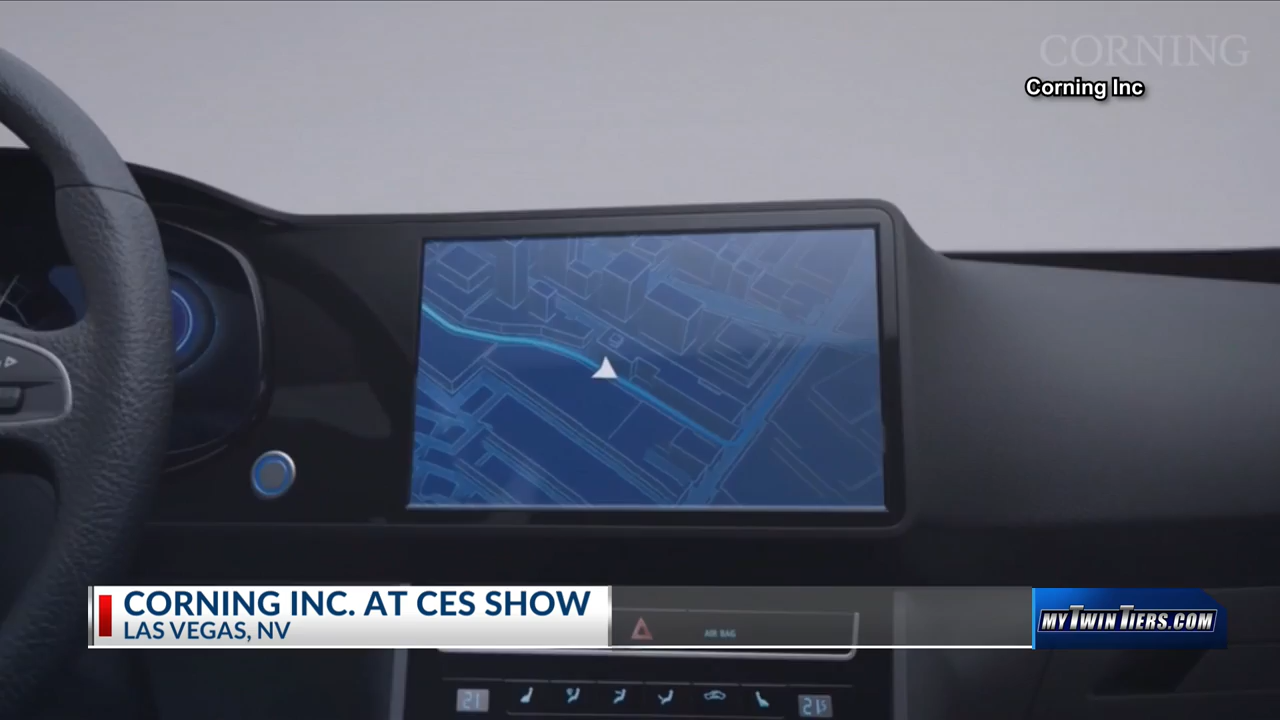 CORNING
Corning Inc
CORNING INC. AT CES SHOW
LAS VEGAS, NV
MYTWINTIERS.COM
AIR BAG
21
21.5